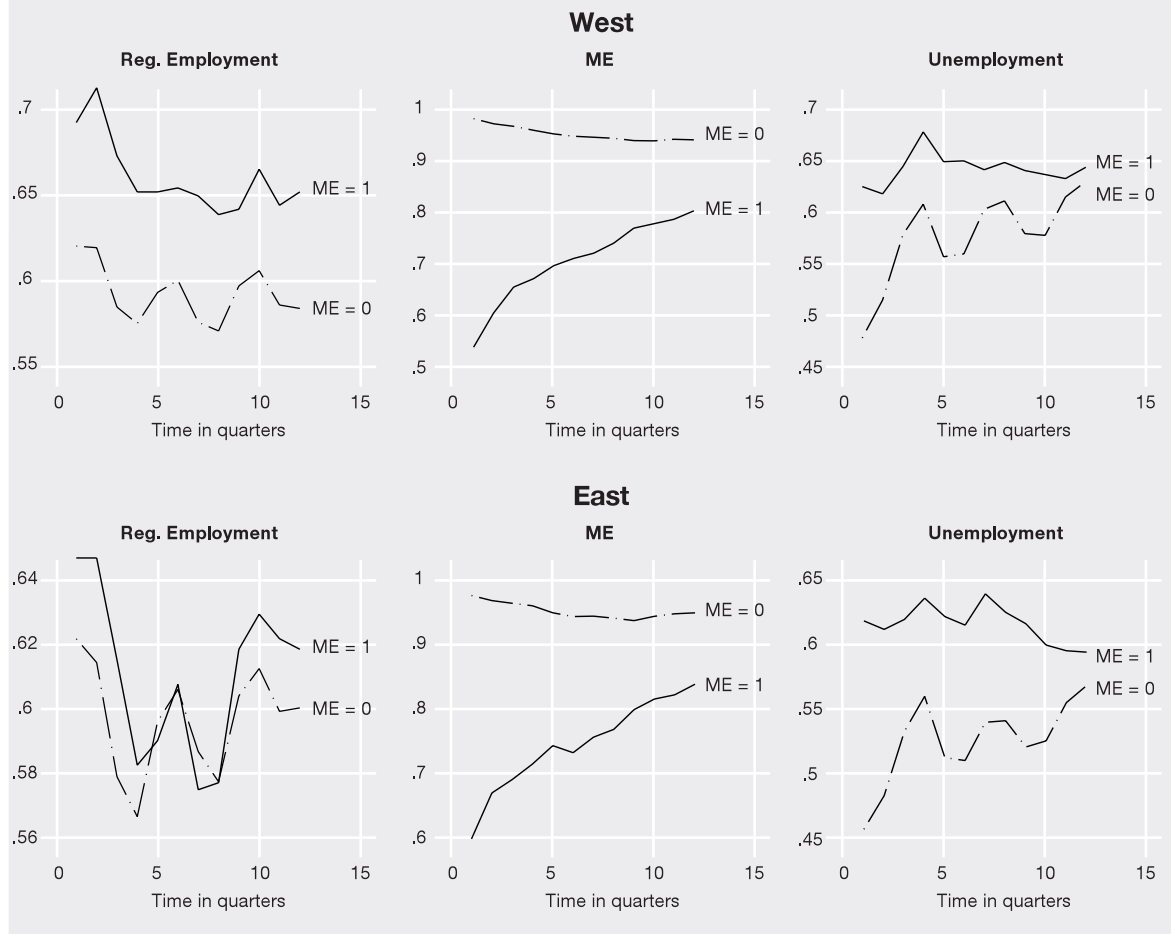 West
Reg. Employment
.7
.65
.6
.55
ME = 1
ME = 0
0 5 10 15
Time in quarters
ME
1
.9
.8
.7
.6
.5
ME = 0
ME = 1
0 5 10 15
Time in quarters
Unemployment
.7
.65
.6
.55
.5
.45
ME = 1
ME = 0
0 5 10 15
Time in quarters
East
Reg. Employment
.64
.62
.6
.58
.56
ME = 1
ME = 0
0 5 10 15
Time in quarters
ME
1
.9
.8
.7
.6
ME = 0
ME = 1
0 5 10 15
Time in quarters
Unemployment
.65
.6
.55
.5
.45
ME = 1
ME = 0
0 5 10 15
Time in quarters